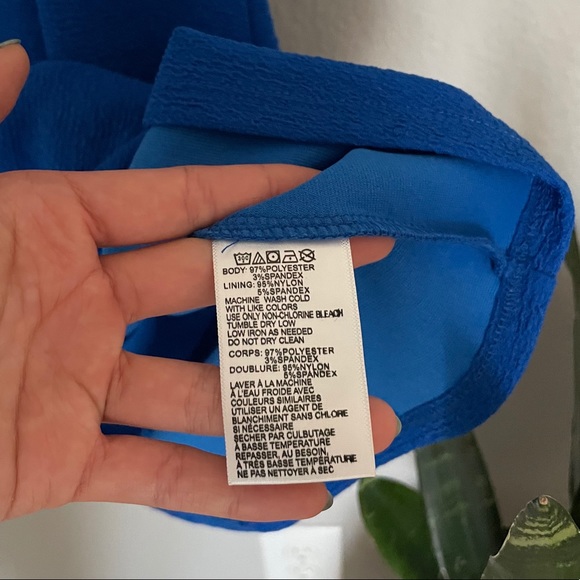 BODY: 97%POLYESTER
3%SPANDEX
LINING: 95%NYLON
5%SPANDEX
MACHINE WASH COLD
WITH LIKE COLORS
USE ONLY NON-CHLORINE BLEACH
TUMBLE DRY LOW
LOW IRON AS NEEDED
DO NOT DRY CLEAN
CORPS: 97%POLYESTER
3%SPANDEX
DOUBLURE: 95%NYLON
5%SPANDEX
LAVER À LA MACHINE
À L'EAU FROIDE AVEC
COULEURS SIMILAIRES
UTILISER UN AGENT DE
BLANCHIMENT SANS CHLORE
SI NÉCESSAIRE
SÉCHER PAR CULBUTAGE
À BASSE TEMPÉRATURE
REPASSER, AU BESOIN,
À TRÈS BASSE TEMPÉRATURE
NE PAS NETTOYER À SEC